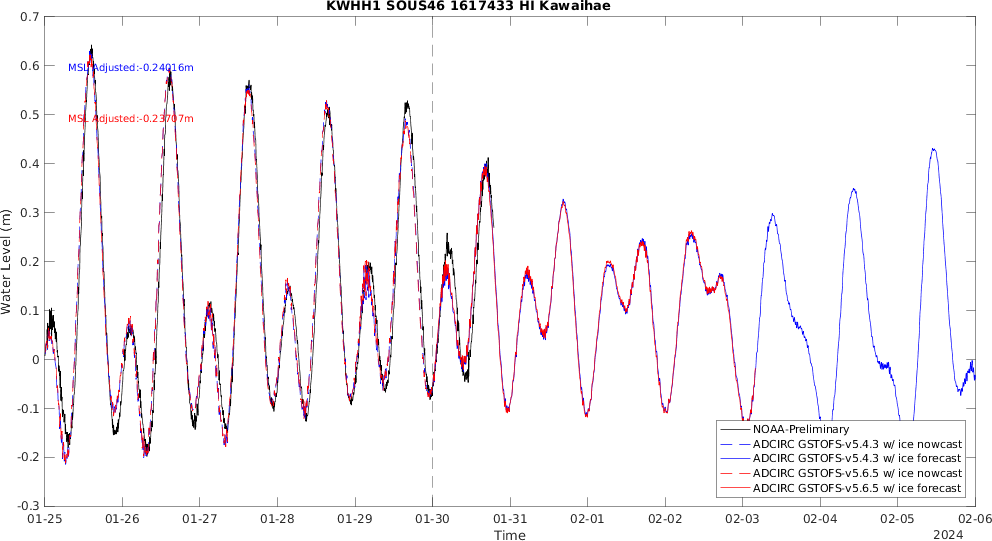 KWHH1 SOUS46 1617433 HI Kawaihae
0.7
0.6
0.5
0.4
0.3
0.2
0.1
0
-0.1
-0.2
-0.3
Water Level (m)
MSL Adjusted:-0.24016m
MSL Adjusted:-0.23707m
NOAA-Preliminary
ADCIRC GSTOFS-v5.4.3 w/ ice nowcast
ADCIRC GSTOFS-v5.4.3 w/ ice forecast
ADCIRC GSTOFS-v5.6.5 w/ ice nowcast
ADCIRC GSTOFS-v5.6.5 w/ ice forecast
01-25 01-26 01-27 01-28 01-29 01-30 01-31 02-01 02-02 02-03 02-04 02-05 02-06
Time
2024